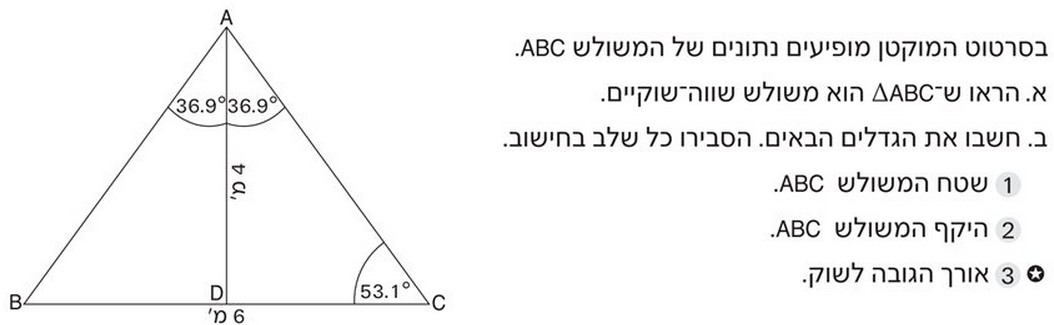 בסרטוט המוקטן מופיעים נתונים של המשולש ABC.
א. הראו ש־ΔABC הוא משולש שווה־שוקיים.
ב. חשבו את הגדלים הבאים. הסבירו כל שלב בחישוב.
1 שטח המשולש ABC.
2 היקף המשולש ABC.
3 אורך הגובה לשוק.
A
36.9° 36.9°
4 מ'
B D 53.1° C
6 מ'